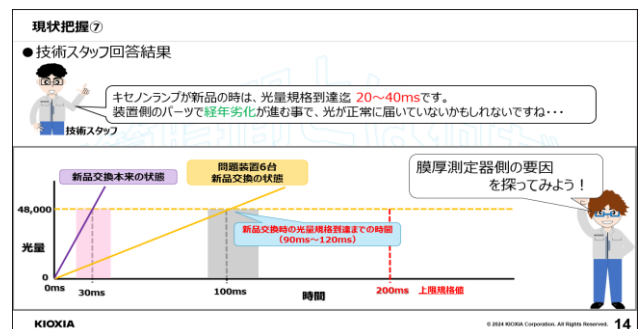 現状把握⑦
●技術スタッフ回答結果
キセノンランプが新品の時は、光量規格到達迄 20～40msです。
装置側のパーツで経年劣化が進む事で、光が正常に届いていないかもしれないですね・・・
技術スタッフ
新品交換本来の状態
問題装置6台
新品交換の状態
膜厚測定器側の要因
を探ってみよう！
48,000
新品交換時の光量規格到達までの時間
（90ms～120ms）
光量
0
0ms
30ms
100ms
時間
200ms 上限規格値
KIOXIA
© 2024 KIOXIA Corporation. All Rights Reserved.
14